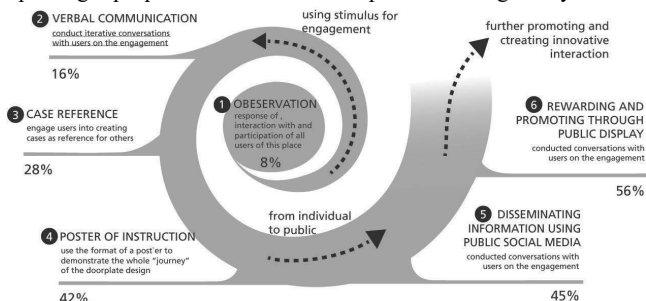 2 VERBAL COMMUNICATION
conduct iterative conversations
with users on the engagement
16%
using stimulus for
engagement
further promoting and
ctreating innovative
interaction
1 OBESERVATION
response of ,
interaction with and
participation of all
users of this place
8%
3 CASE REFERENCE
engage users into creating
cases as reference for others
28%
6 REWARDING AND
PROMOTING THROUGH
PUBLIC DISPLAY
conducted conversations with
users on the engagement
56%
from individual
to public
4 POSTER OF INSTRUCTION
use the format of a post'er to
demonstrate the whole "journey"
of the doorplate design
42%
5 DISSEMINATING
INFORMATION USING
PUBLIC SOCIAL MEDIA
conducted conversations with
users on the engagement
45%